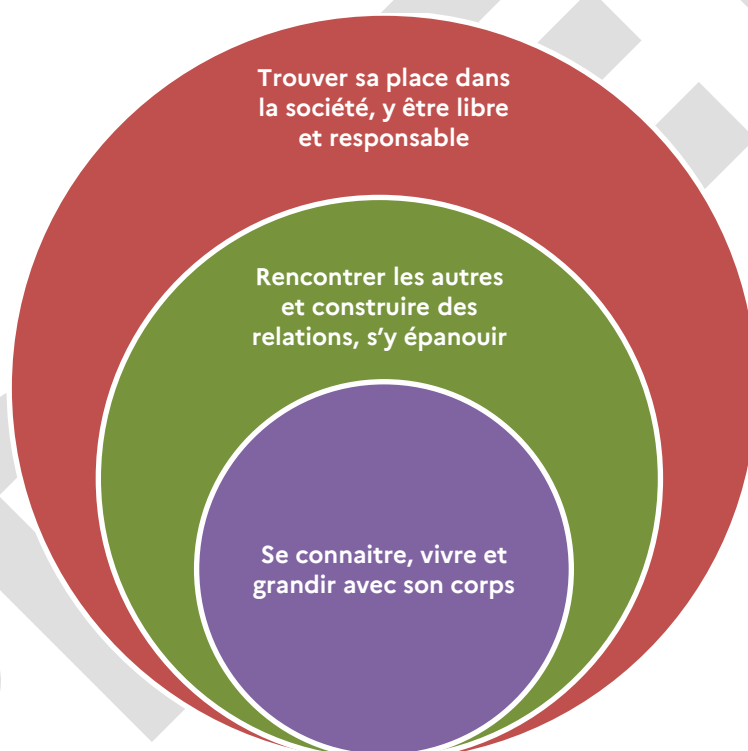 Trouver sa place dans
la société, y être libre
et responsable
Rencontrer les autres
et construire des
relations, s’y épanouir
Se connaitre, vivre et
grandir avec son corps